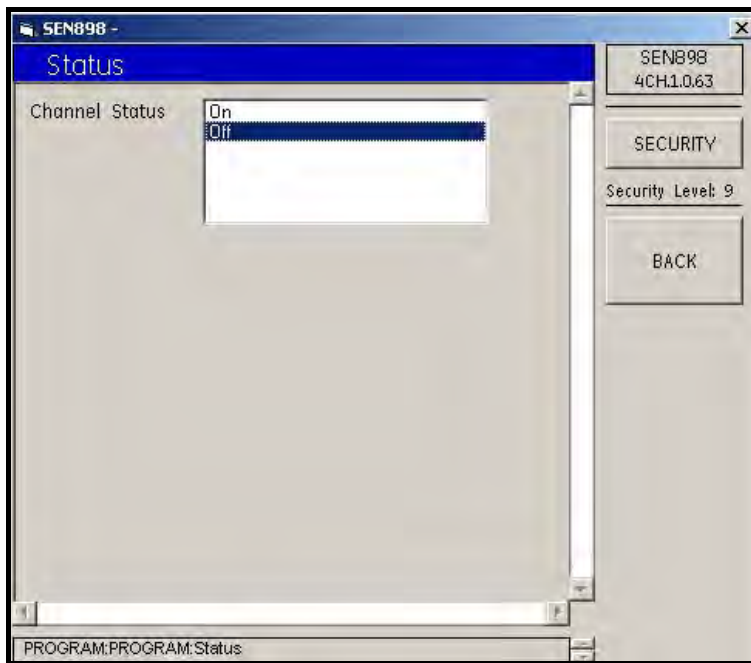 SEN898 -
Status
Channel Status
On
Off
SEN898
4CH.1.0.63
SECURITY
Security Level: 9
BACK
PROGRAM:PROGRAM:Status